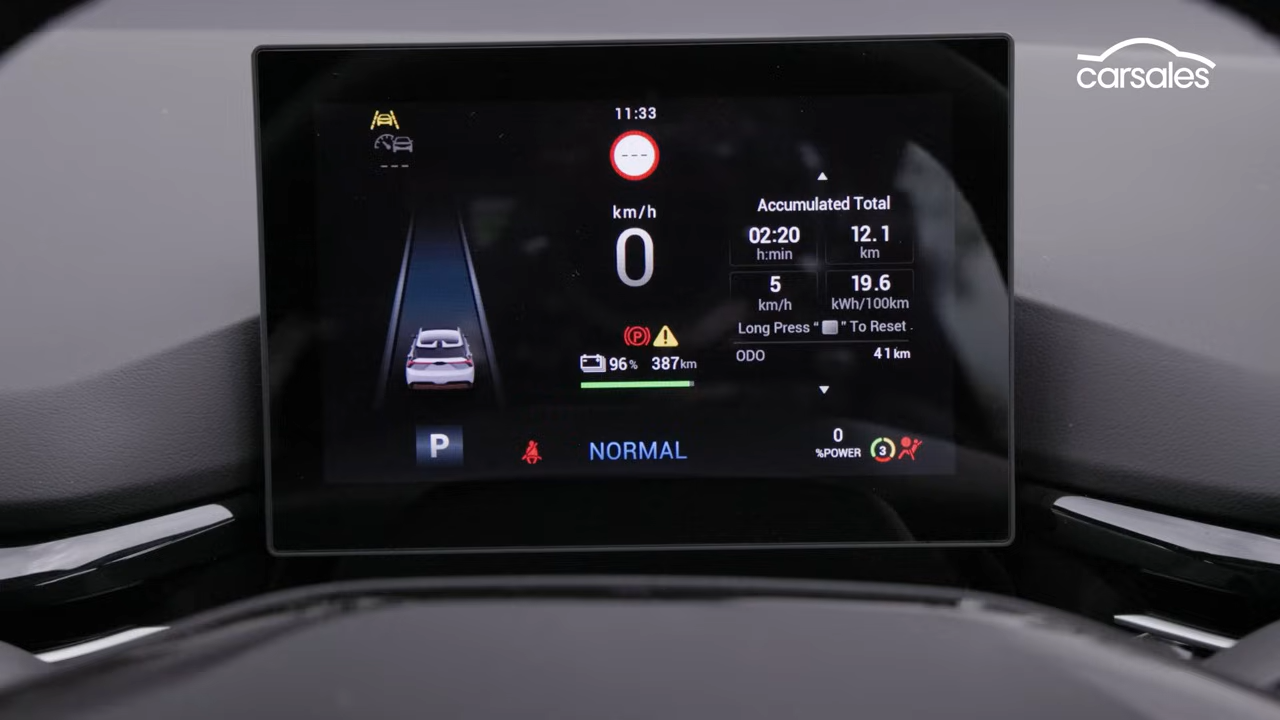 carsales
11:33
---
---
km/h
0
Accumulated Total
02:20 12.1
h:min km
5 19.6
km/h kWh/100km
Long Press “ ” To Reset
ODO 41 km
P
96% 387km
P
NORMAL
0
%POWER
3